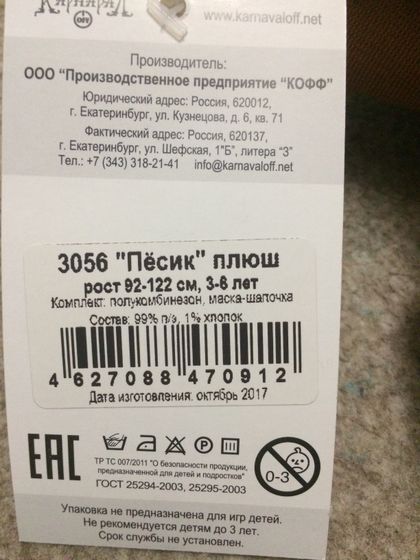 КАРНАВАЛ
OFF
www.karnavaloff.net
Производитель:
ООО "Производственное предприятие "КОФФ"
Юридический адрес: Россия, 620012,
г. Екатеринбург, ул. Кузнецова, д. 6, кв. 71
Фактический адрес: Россия, 620137,
г. Екатеринбург, ул. Шефская, 1"Б", литера "З"
Тел.: +7 (343) 318-21-41 info@karnavaloff.net
3056 "Пёсик" плюш
рост 92-122 см, 3-6 лет
Комплект: полукомбинезон, маска-шапочка
Состав: 99% п/э, 1% хлопок
4 627088 470912
Дата изготовления: октябрь 2017
EAC
P
0-3
ТР ТС 007/2011 "О безопасности продукции,
предназначенной для детей и подростков"
ГОСТ 25294-2003, 25295-2003
Упаковка не предназначена для игр детей.
Не рекомендуется детям до 3 лет.
Срок службы не установлен.